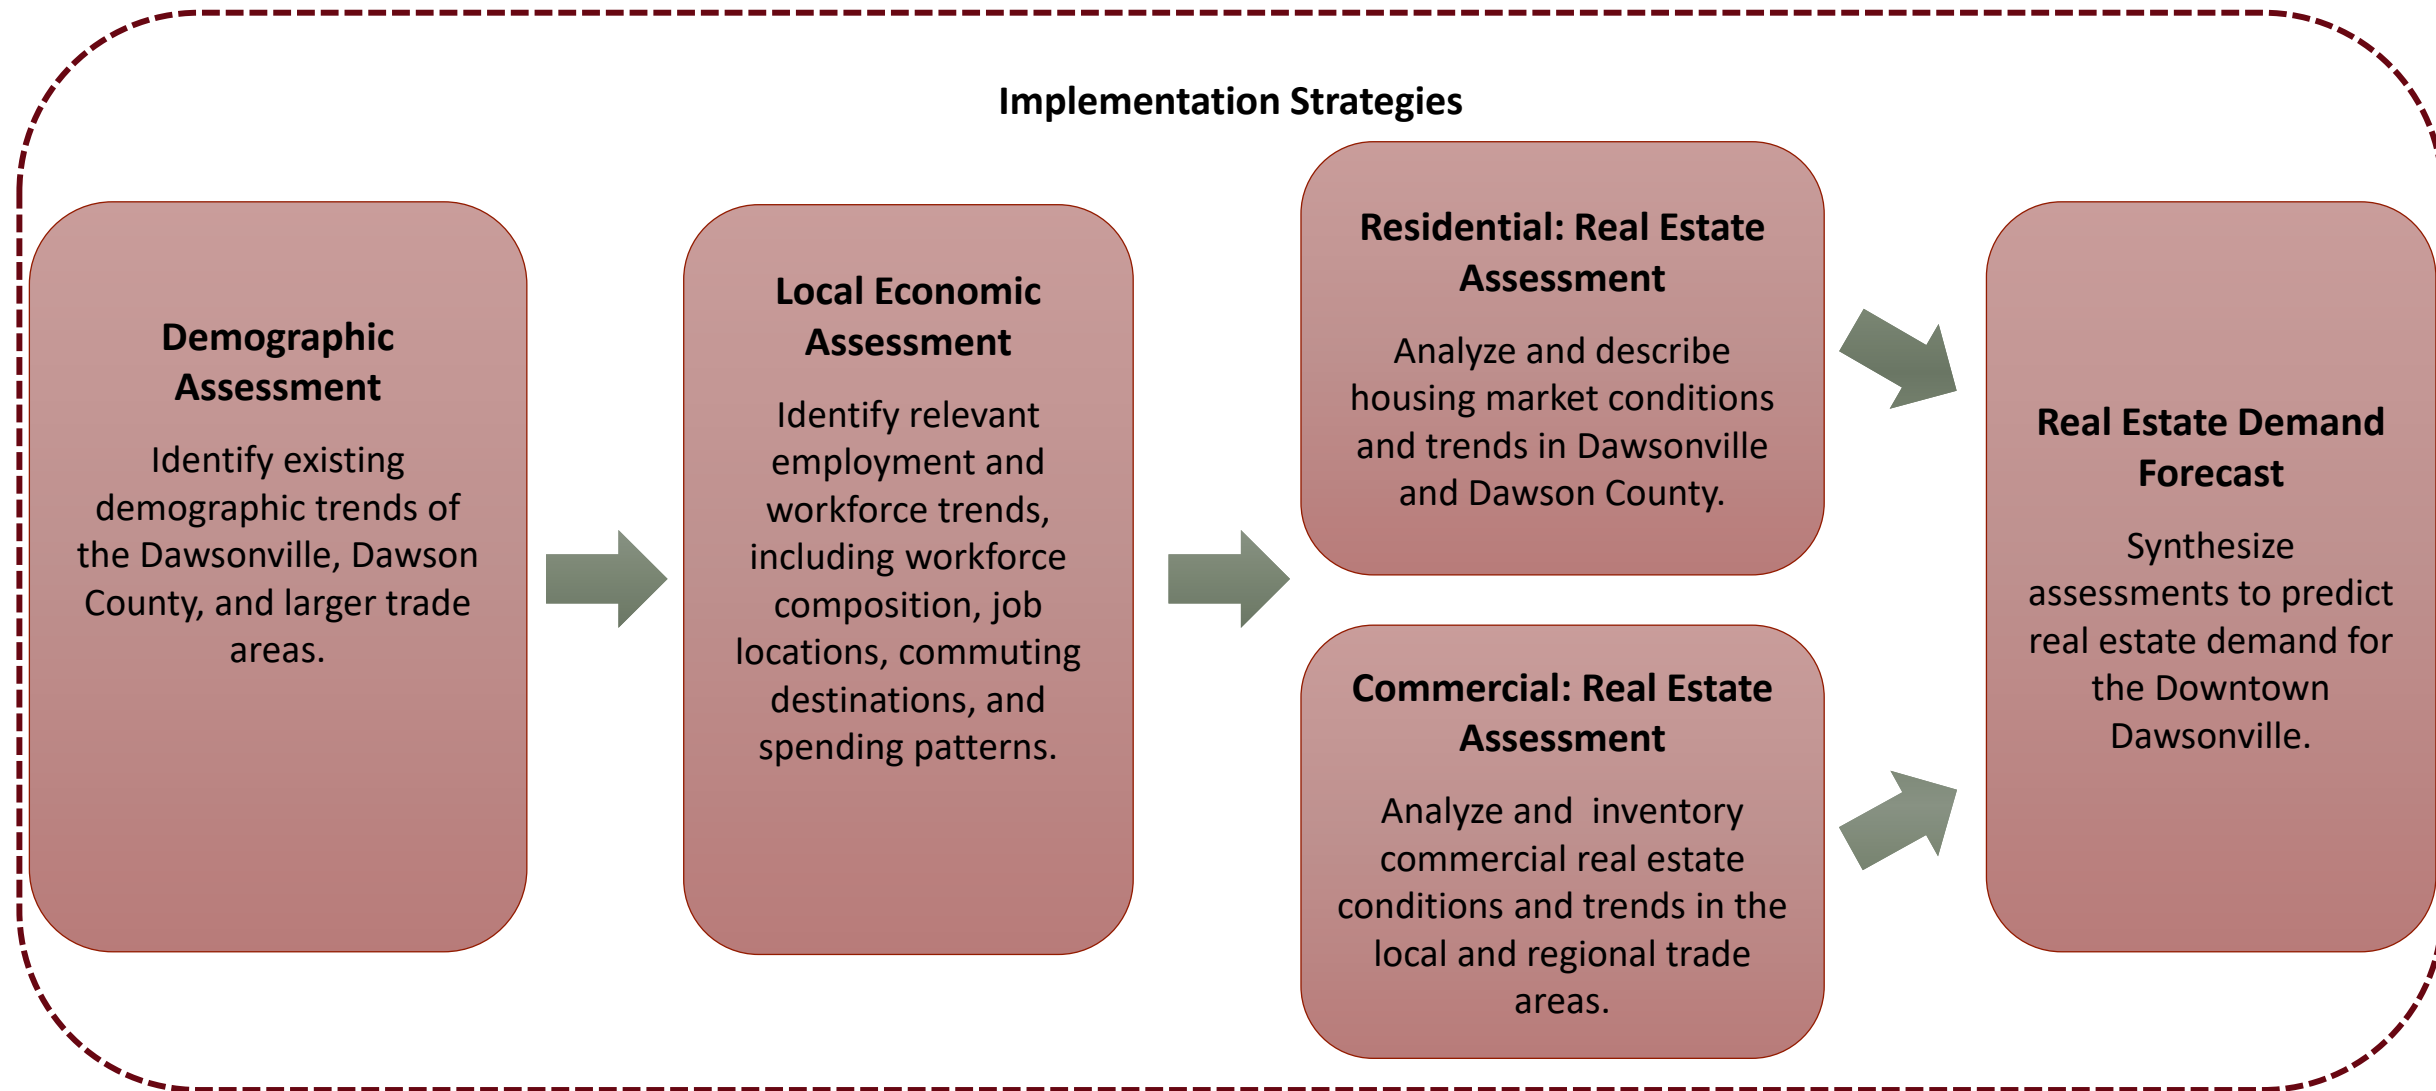 Implementation Strategies
Demographic
Assessment
Identify existing
demographic trends of
the Dawsonville, Dawson
County, and larger trade
areas.
Local Economic
Assessment
Identify relevant
employment and
workforce trends,
including workforce
composition, job
locations, commuting
destinations, and
spending patterns.
Residential: Real Estate
Assessment
Analyze and describe
housing market conditions
and trends in Dawsonville
and Dawson County.
Commercial: Real Estate
Assessment
Analyze and  inventory
commercial real estate
conditions and trends in the
local and regional trade
areas.
Real Estate Demand
Forecast
Synthesize
assessments to predict
real estate demand for
the Downtown
Dawsonville.